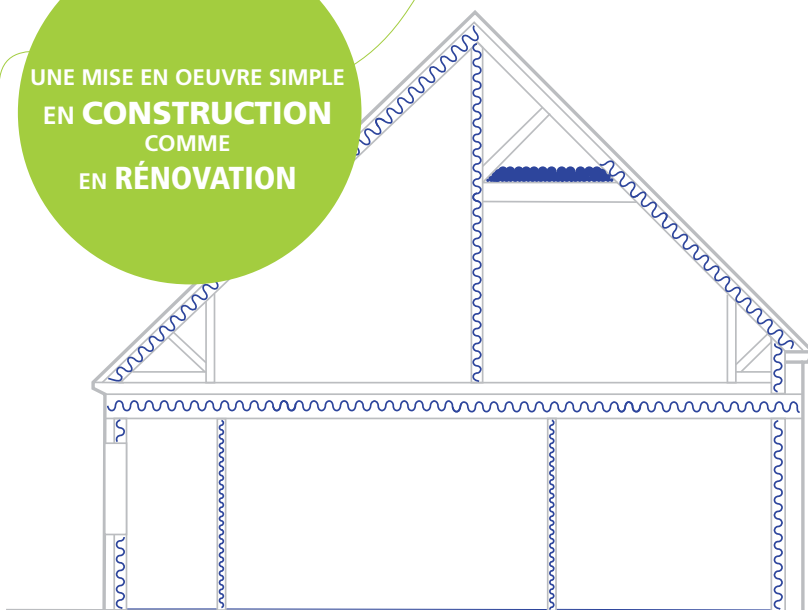 UNE MISE EN OEUVRE SIMPLE
EN CONSTRUCTION
COMME
EN RÉNOVATION